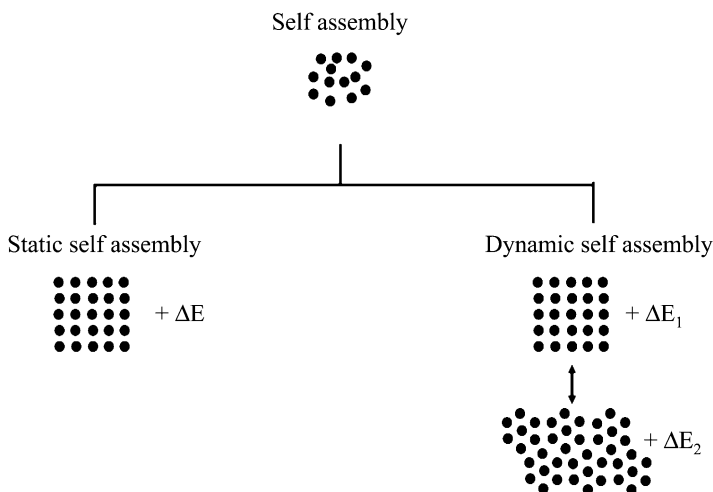 Self assembly
Static self assembly
Dynamic self assembly
+ ΔE
+ ΔE₁
+ ΔE₂